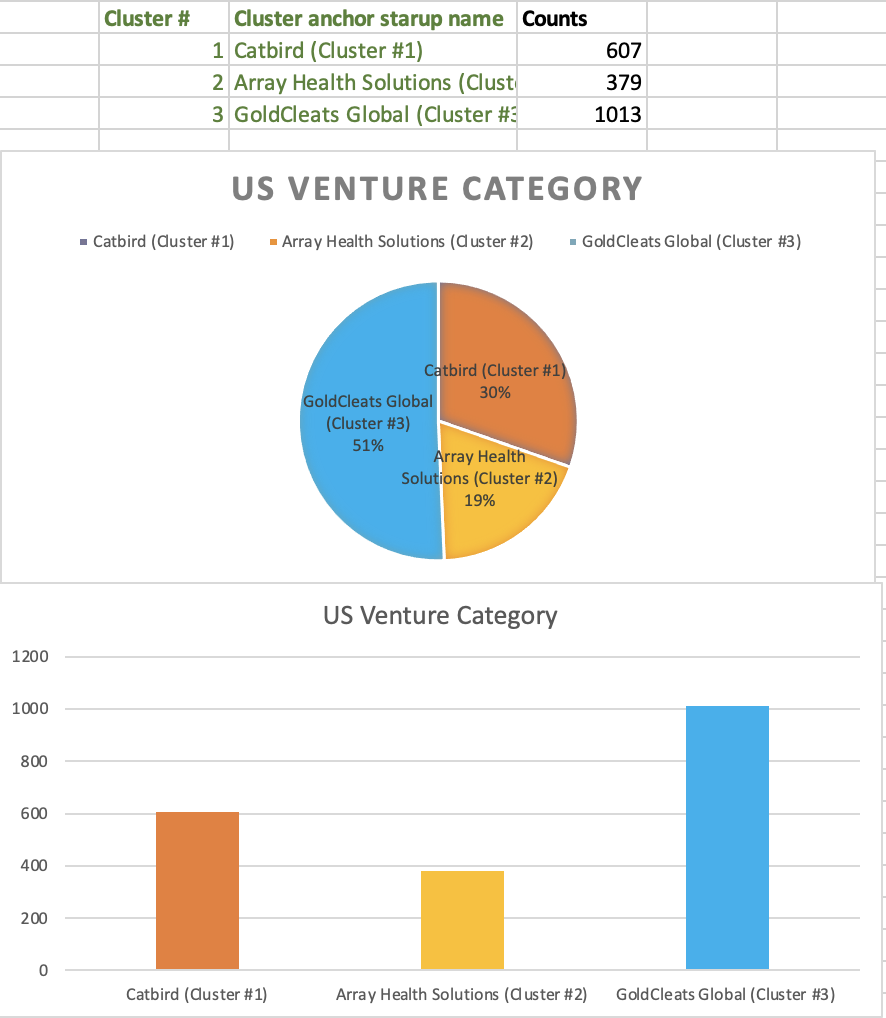 Cluster # Cluster anchor starup name Counts
1 Catbird (Cluster #1) 607
2 Array Health Solutions (Clust 379
3 GoldCleats Global (Cluster #3 1013
US VENTURE CATEGORY
Catbird (Cluster #1) Array Health Solutions (Cluster #2) GoldCleats Global (Cluster #3)
Catbird (Cluster #1)
30%
GoldCleats Global
(Cluster #3)
51%
Array Health
Solutions (Cluster #2)
19%
US Venture Category
1200
1000
800
600
400
200
0
Catbird (Cluster #1) Array Health Solutions (Cluster #2) GoldCleats Global (Cluster #3)